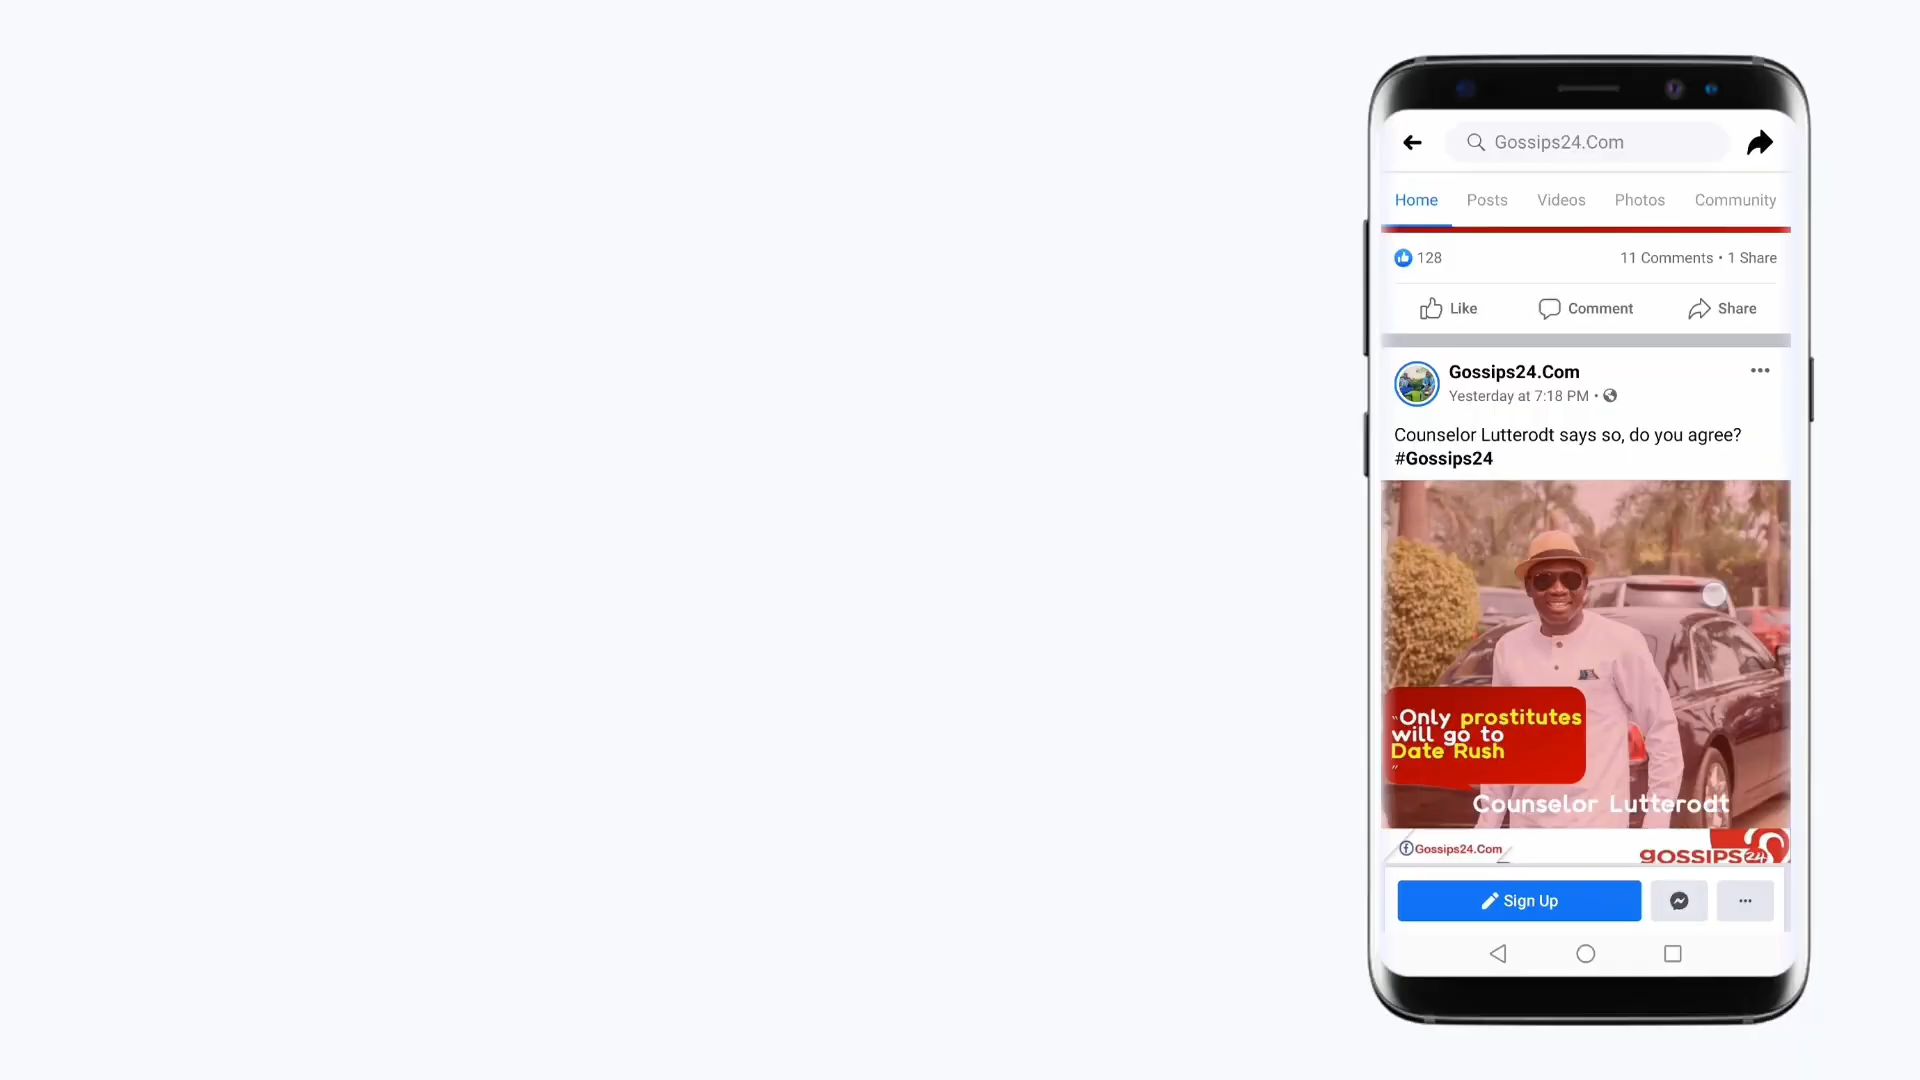 Gossips24.Com
Home Posts Videos Photos Community
128 11 Comments • 1 Share
Like Comment Share
Gossips24.Com
Yesterday at 7:18 PM •
Counselor Lutterodt says so, do you agree?
#Gossips24
"Only prostitutes
will go to
Date Rush
"
Counselor Lutterodt
Gossips24.Com
gossips24
Sign Up